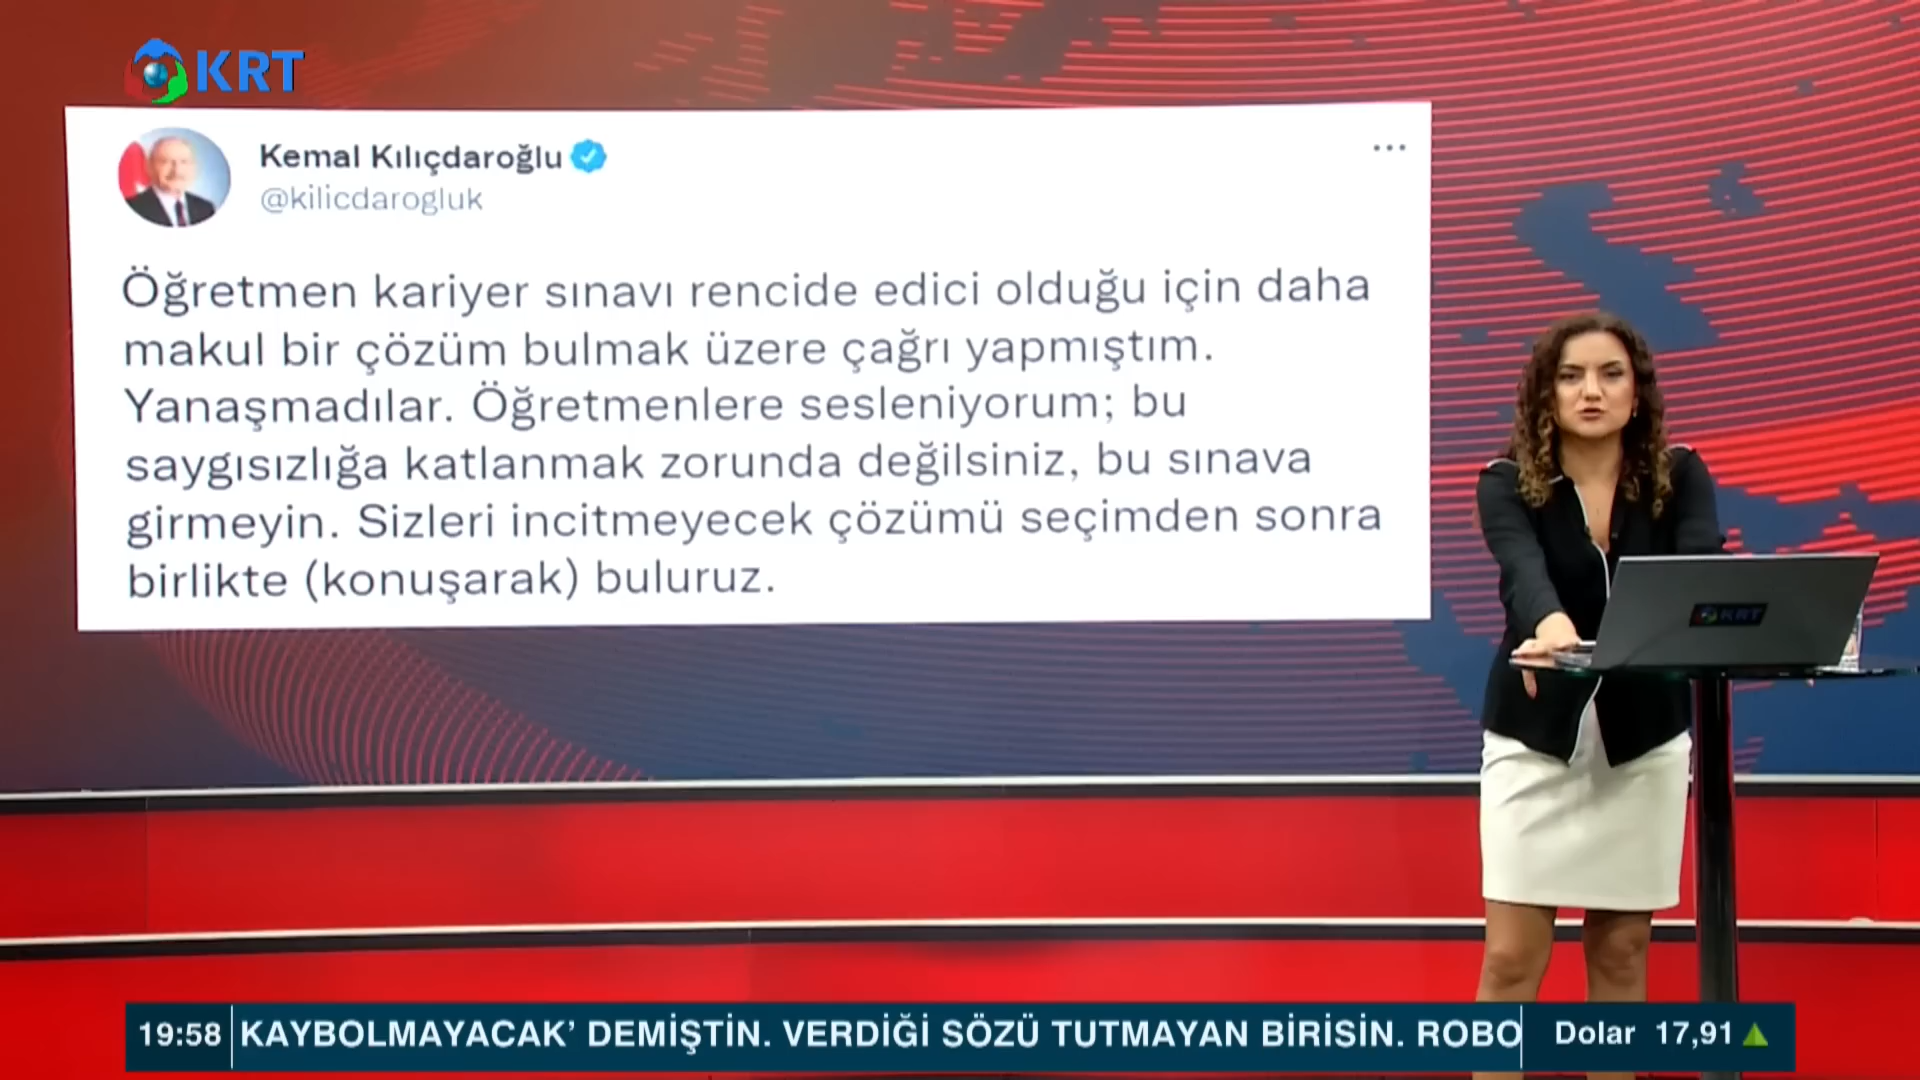 KRT
Kemal Kılıçdaroğlu
@kilicdarogluk
Öğretmen kariyer sınavı rencide edici olduğu için daha
makul bir çözüm bulmak üzere çağrı yapmıştım.
Yanaşmadılar. Öğretmenlere sesleniyorum; bu
saygısızlığa katlanmak zorunda değilsiniz, bu sınava
girmeyin. Sizleri incitmeyecek çözümü seçimden sonra
birlikte (konuşarak) buluruz.
KRT
19:58 KAYBOLMAYACAK’ DEMİŞTİN. VERDİĞİ SÖZÜ TUTMAYAN BİRİSİN. ROBO Dolar 17,91